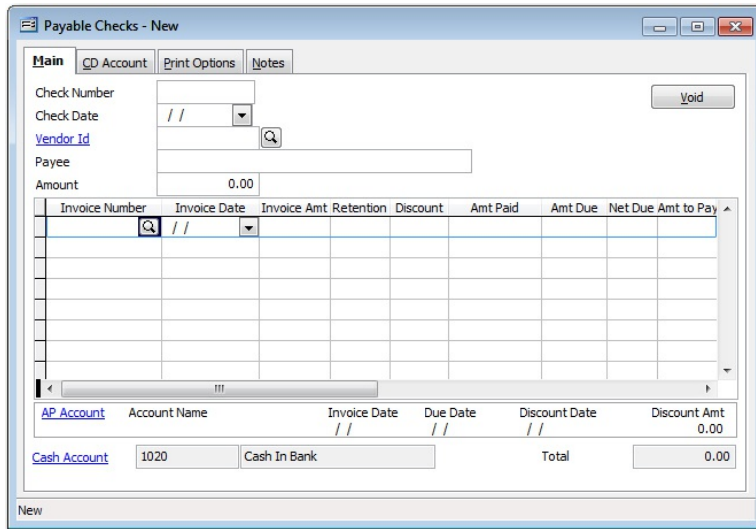 Payable Checks - New
Main CD Account Print Options Notes
Check Number
Void
Check Date / /
Vendor Id
Payee
Amount 0.00
Invoice Number Invoice Date Invoice Amt Retention Discount Amt Paid Amt Due Net Due Amt to Pay
/ /
AP Account Account Name Invoice Date Due Date Discount Date Discount Amt
/ / / / / / 0.00
Cash Account 1020 Cash In Bank Total 0.00
New